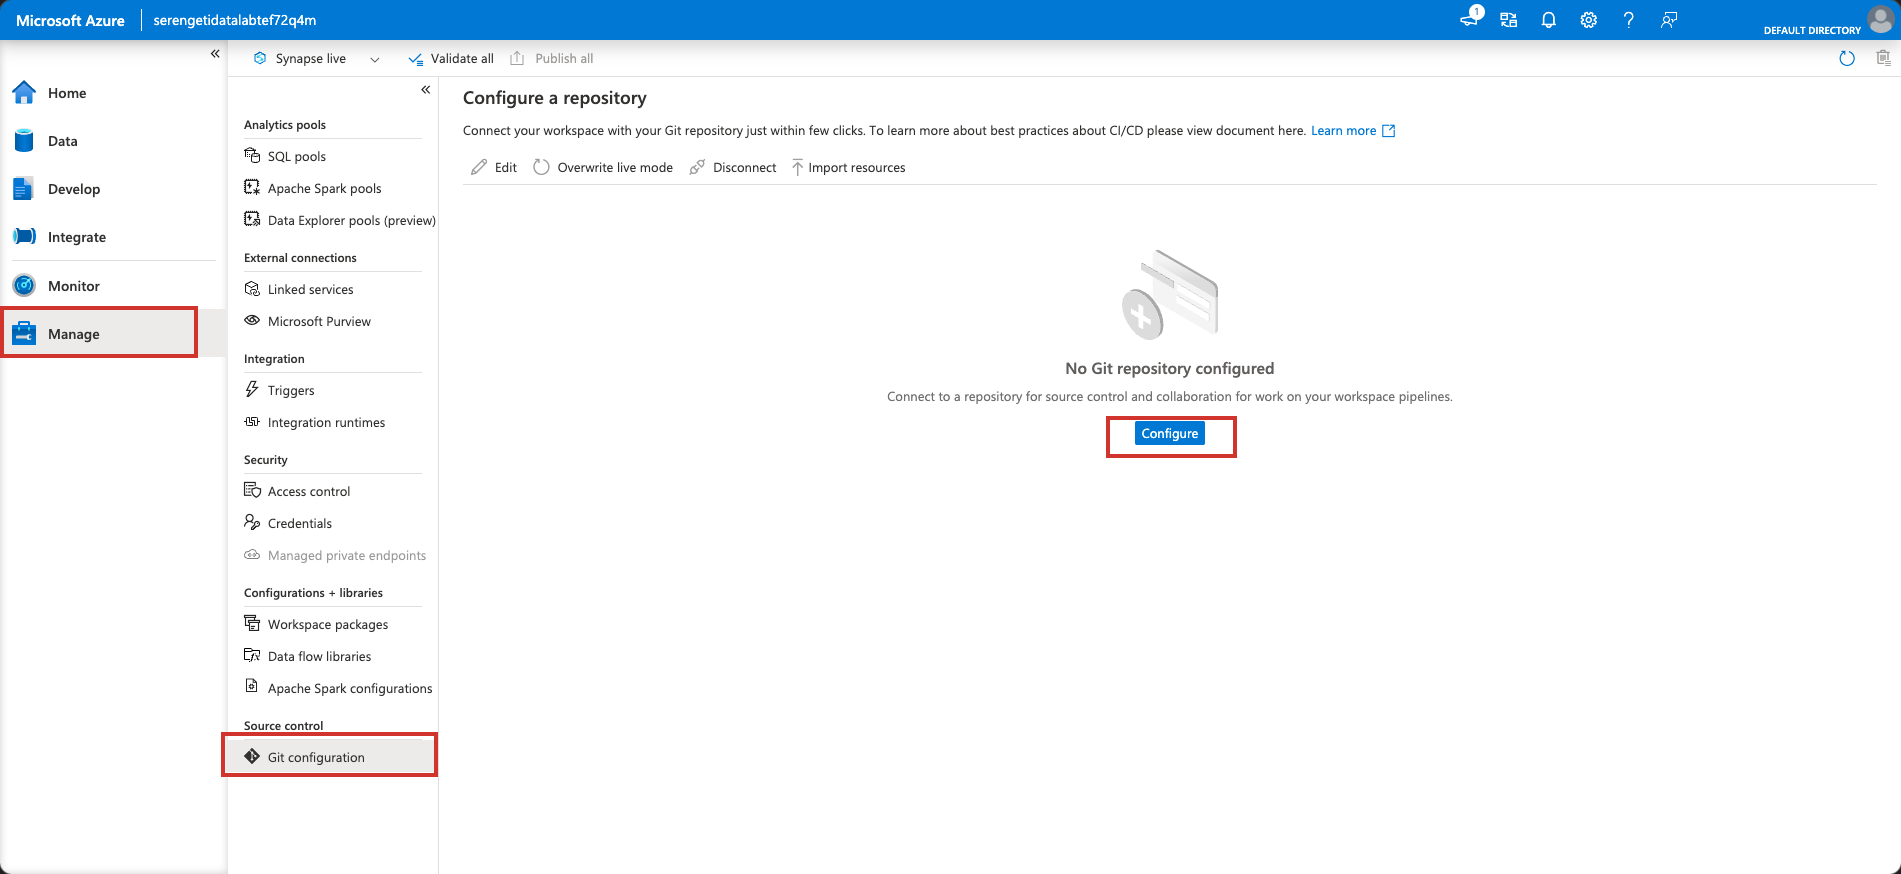 Microsoft Azure serengetidatalabtef72q4m
1
DEFAULT DIRECTORY
Synapse live Validate all Publish all
Home
Data
Develop
Integrate
Monitor
Manage
Analytics pools
SQL pools
Apache Spark pools
Data Explorer pools (preview)
External connections
Linked services
Microsoft Purview
Integration
Triggers
Integration runtimes
Security
Access control
Credentials
Managed private endpoints
Configurations + libraries
Workspace packages
Data flow libraries
Apache Spark configurations
Source control
Git configuration
Configure a repository
Connect your workspace with your Git repository just within few clicks. To learn more about best practices about CI/CD please view document here. Learn more
Edit Overwrite live mode Disconnect Import resources
No Git repository configured
Connect to a repository for source control and collaboration for work on your workspace pipelines.
Configure